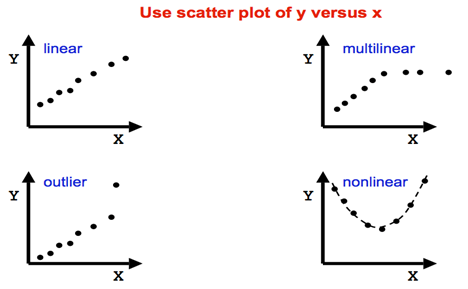 Use scatter plot of y versus x
linear
Y
X
multilinear
Y
X
outlier
Y
X
nonlinear
Y
X